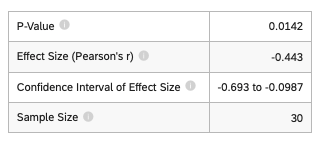 P-Value 0.0142
Effect Size (Pearson's r) -0.443
Confidence Interval of Effect Size -0.693 to -0.0987
Sample Size 30